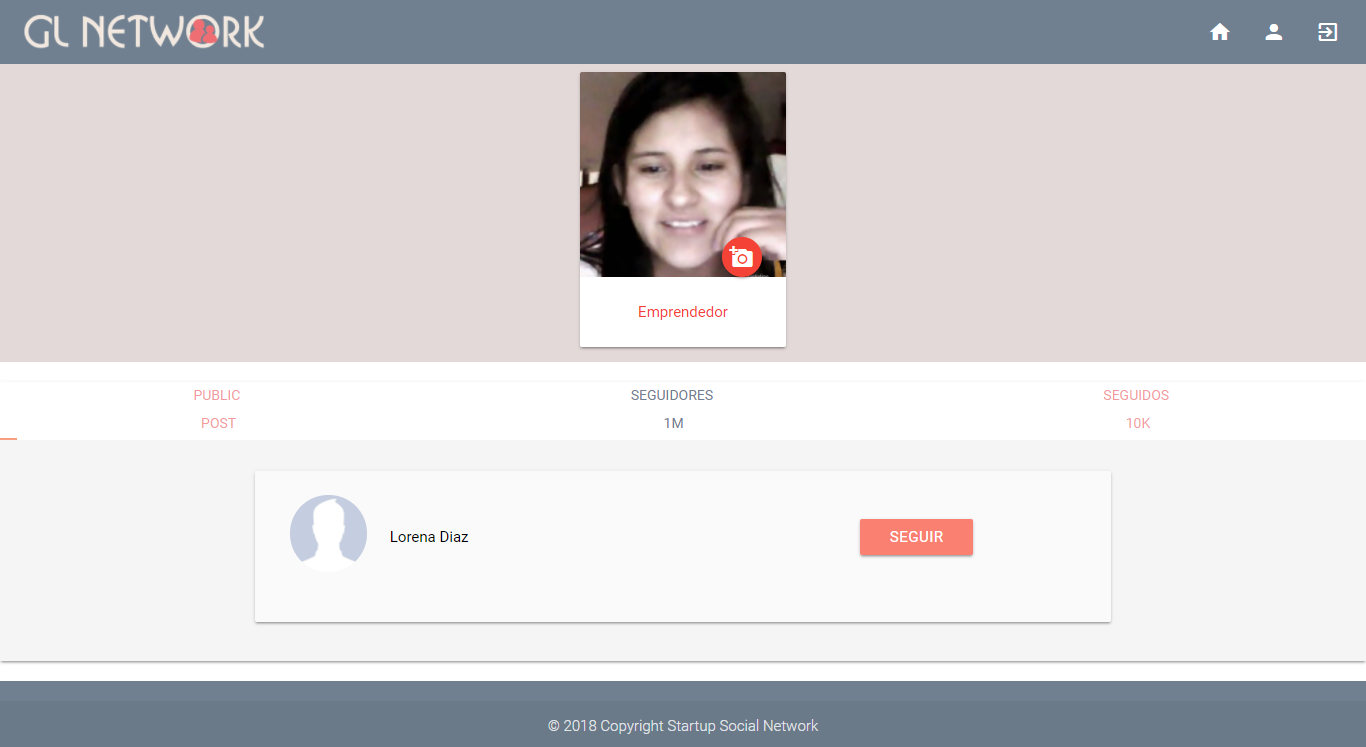 GL NETWORK
Emprendedor
PUBLIC SEGUIDORES SEGUIDOS
POST 1M 10K
Lorena Diaz SEGUIR
© 2018 Copyright Startup Social Network